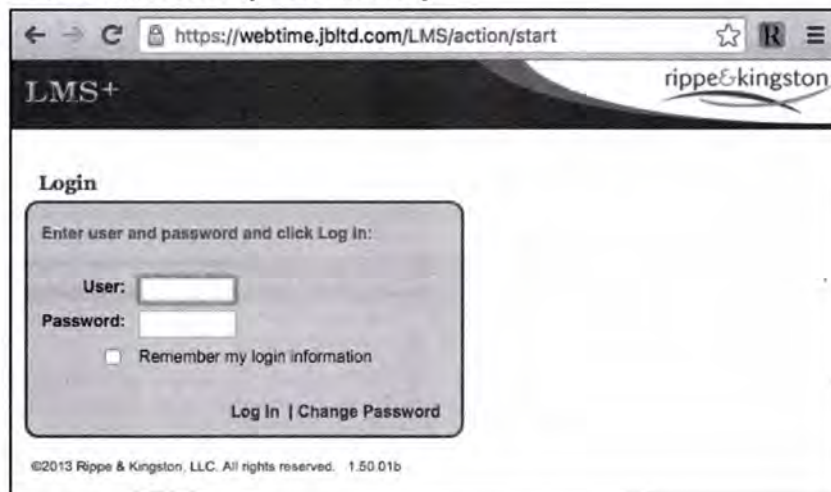 https://webtime.jbltd.com/LMS/action/start
R
LMS+
rippe&kingston
Login
Enter user and password and click Log In:
User:
Password:
Remember my login information
Log In | Change Password
©2013 Rippe & Kingston, LLC. All rights reserved. 1.50.01b